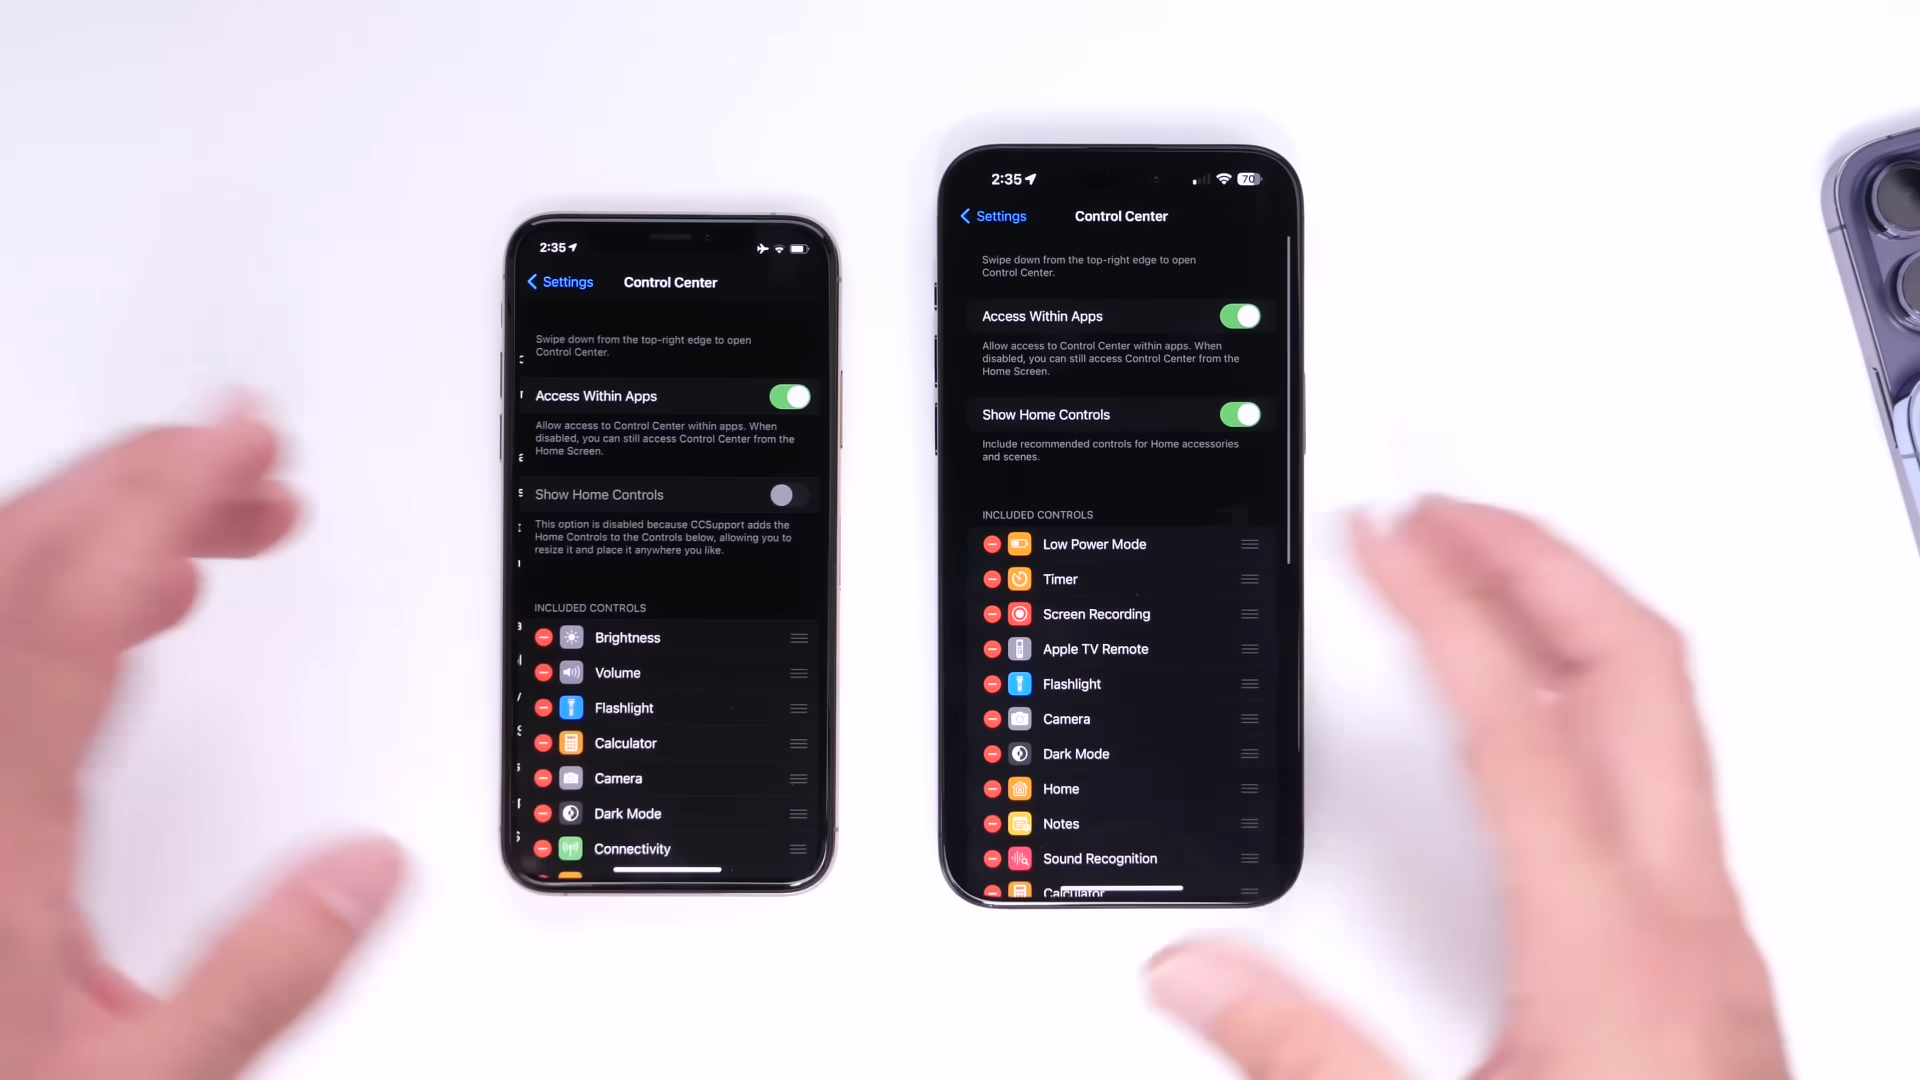 2:35
Settings
Control Center
Swipe down from the top-right edge to open
Control Center.
Access Within Apps
Allow access to Control Center within apps. When
disabled, you can still access Control Center from the
Home Screen.
Show Home Controls
This option is disabled because CCSupport adds the
Home Controls to the Controls below, allowing you to
resize it and place it anywhere you like.
INCLUDED CONTROLS
Brightness
Volume
Flashlight
Calculator
Camera
Dark Mode
Connectivity
2:35
70
Settings
Control Center
Swipe down from the top-right edge to open
Control Center.
Access Within Apps
Allow access to Control Center within apps. When
disabled, you can still access Control Center from the
Home Screen.
Show Home Controls
Include recommended controls for Home accessories
and scenes.
INCLUDED CONTROLS
Low Power Mode
Timer
Screen Recording
Apple TV Remote
Flashlight
Camera
Dark Mode
Home
Notes
Sound Recognition
Calculator